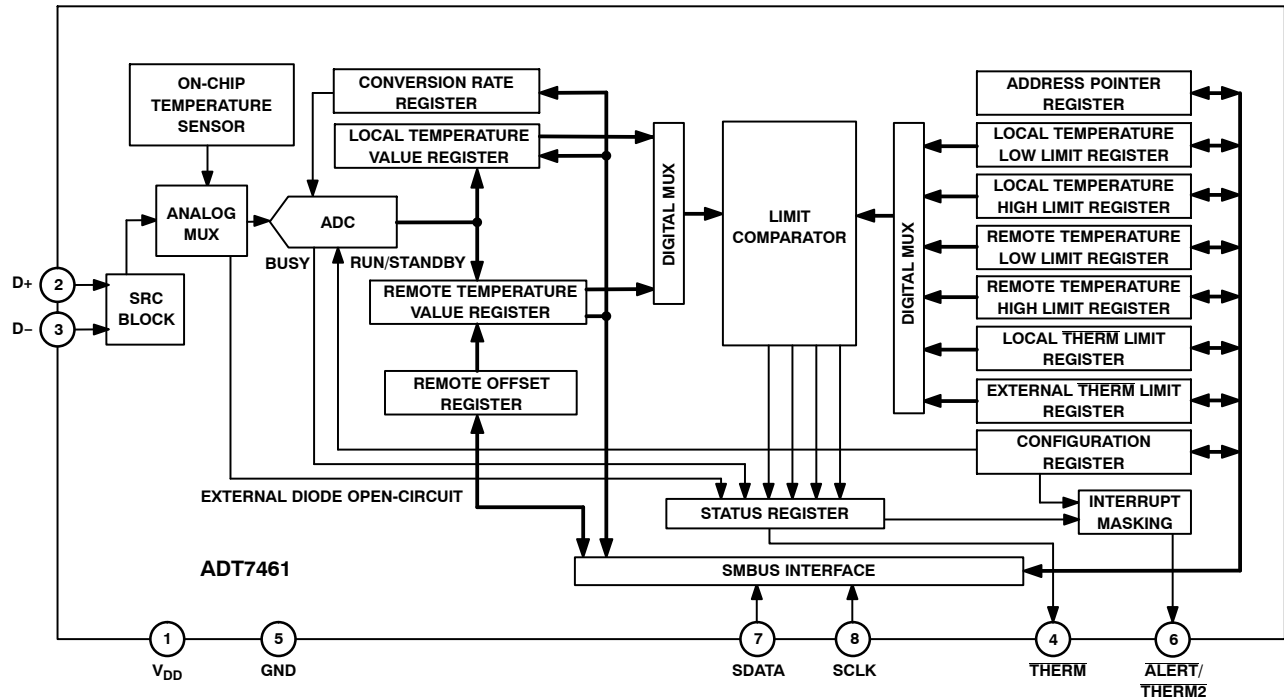 ON-CHIP
TEMPERATURE
SENSOR
CONVERSION RATE
REGISTER
LOCAL TEMPERATURE
VALUE REGISTER
ANALOG
MUX
ADC
BUSY
RUN/STANDBY
D+
2
D–
3
SRC
BLOCK
REMOTE TEMPERATURE
VALUE REGISTER
REMOTE OFFSET
REGISTER
DIGITAL MUX
LIMIT
COMPARATOR
DIGITAL MUX
ADDRESS POINTER
REGISTER
LOCAL TEMPERATURE
LOW LIMIT REGISTER
LOCAL TEMPERATURE
HIGH LIMIT REGISTER
REMOTE TEMPERATURE
LOW LIMIT REGISTER
REMOTE TEMPERATURE
HIGH LIMIT REGISTER
LOCAL THERM LIMIT
REGISTER
EXTERNAL THERM LIMIT
REGISTER
CONFIGURATION
REGISTER
EXTERNAL DIODE OPEN-CIRCUIT
STATUS REGISTER
INTERRUPT
MASKING
ADT7461
SMBUS INTERFACE
1
VDD
5
GND
7
SDATA
8
SCLK
4
THERM
6
ALERT/
THERM2